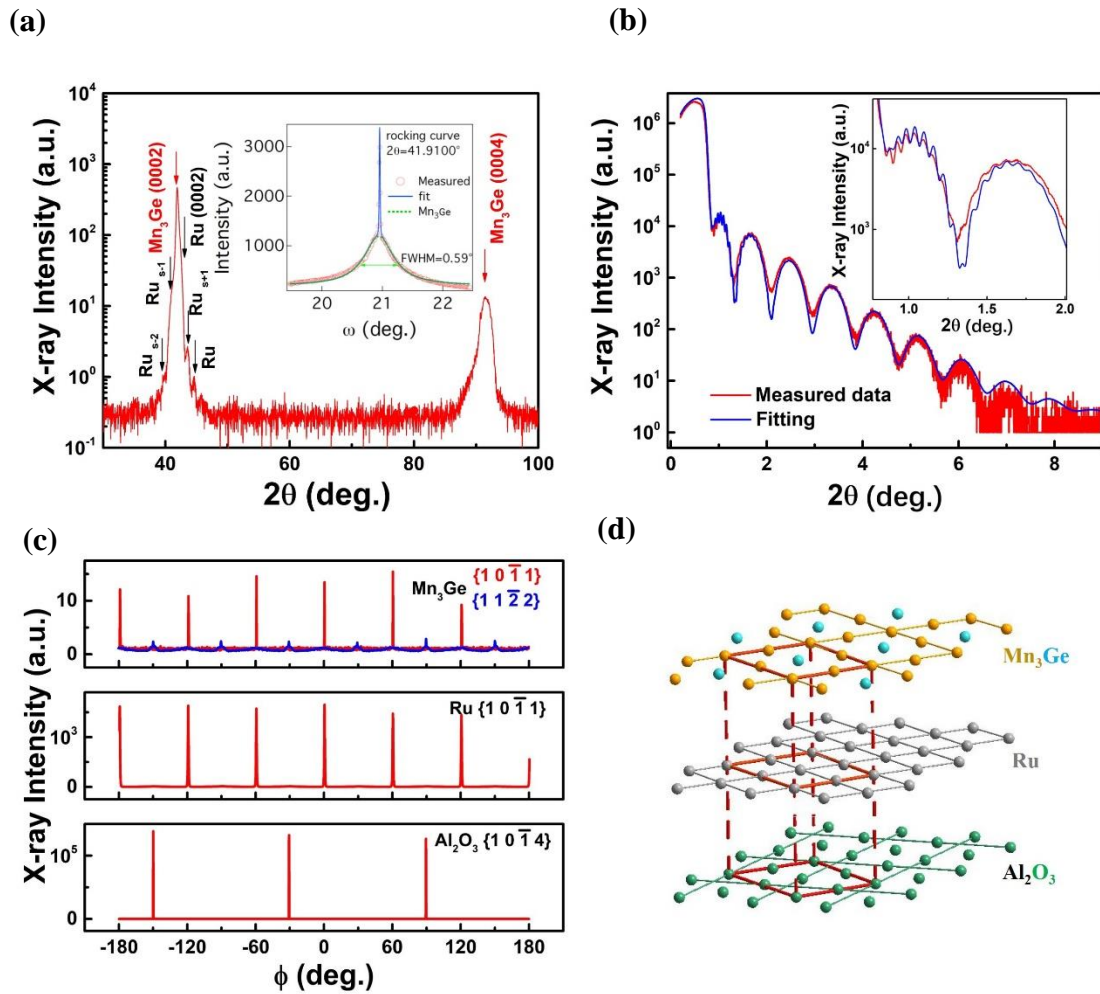 (a)
X-ray Intensity (a.u.)
10⁴
10³
10²
10¹
10⁰
10⁻¹
40
60
80
100
2θ (deg.)
Ru s-2
Ru s-1
Mn₃Ge (0002)
Ru (0002)
Ru s+1
Ru
Mn₃Ge (0004)
Intensity (a.u.)
3000
2000
1000
20
21
22
ω (deg.)
rocking curve
2θ=41.9100°
Measured
fit
Mn₃Ge
FWHM=0.59°
(b)
X-ray Intensity (a.u.)
10⁶
10⁵
10⁴
10³
10²
10¹
10⁰
0
2
4
6
8
2θ (deg.)
Measured data
Fitting
X-ray Intensity (a.u.)
10⁴
10³
1.0
1.5
2.0
2θ (deg.)
(c)
X-ray Intensity (a.u.)
10
0
Mn₃Ge
{1 0 1̅ 1}
{1 1 2̅ 2}
10³
0
Ru {1 0 1̅ 1}
10⁵
0
Al₂O₃ {1 0 1̅ 4}
-180
-120
-60
0
60
120
180
ϕ (deg.)
(d)
Mn₃Ge
Ru
Al₂O₃